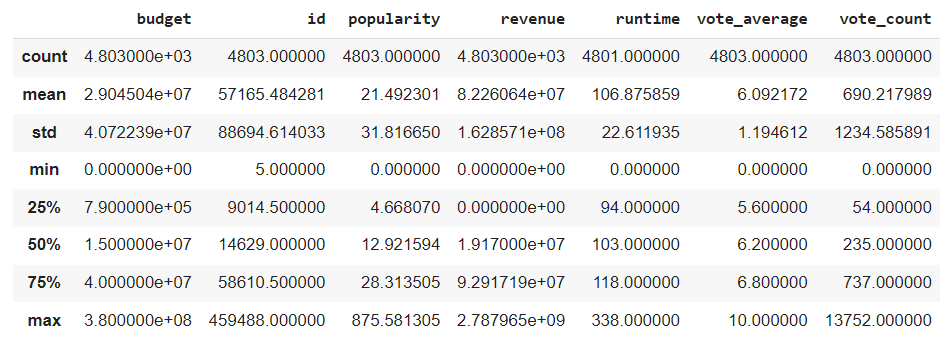 budget id popularity revenue runtime vote_average vote_count
count 4.803000e+03 4803.000000 4803.000000 4.803000e+03 4801.000000 4803.000000 4803.000000
mean 2.904504e+07 57165.484281 21.492301 8.226064e+07 106.875859 6.092172 690.217989
std 4.072239e+07 88694.614033 31.816650 1.628571e+08 22.611935 1.194612 1234.585891
min 0.000000e+00 5.000000 0.000000 0.000000e+00 0.000000 0.000000 0.000000
25% 7.900000e+05 9014.500000 4.668070 0.000000e+00 94.000000 5.600000 54.000000
50% 1.500000e+07 14629.000000 12.921594 1.917000e+07 103.000000 6.200000 235.000000
75% 4.000000e+07 58610.500000 28.313505 9.291719e+07 118.000000 6.800000 737.000000
max 3.800000e+08 459488.000000 875.581305 2.787965e+09 338.000000 10.000000 13752.000000